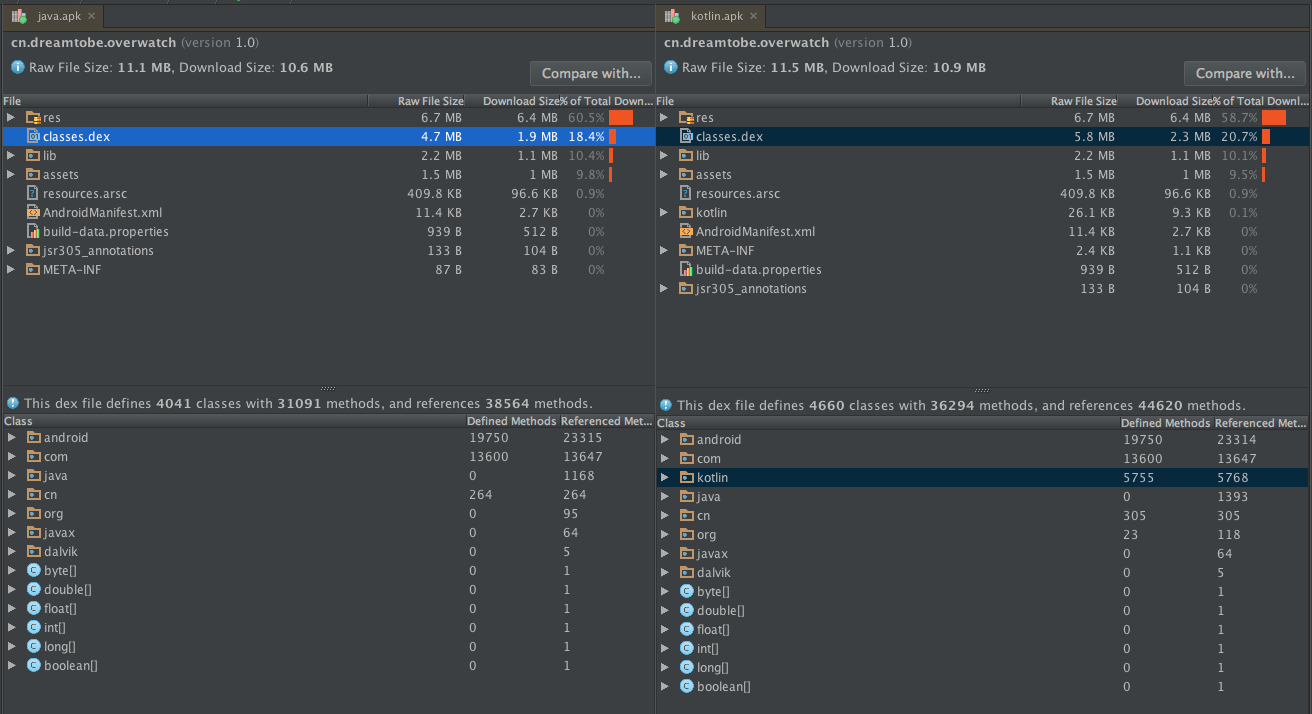 java.apk ×
cn.dreamtobe.overwatch (version 1.0)
Raw File Size: 11.1 MB, Download Size: 10.6 MB
Compare with...
File Raw File Size Download Size % of Total Down...
res 6.7 MB 6.4 MB 60.5%
classes.dex 4.7 MB 1.9 MB 18.4%
lib 2.2 MB 1.1 MB 10.4%
assets 1.5 MB 1 MB 9.8%
resources.arsc 409.8 KB 96.6 KB 0.9%
AndroidManifest.xml 11.4 KB 2.7 KB 0%
build-data.properties 939 B 512 B 0%
jsr305_annotations 133 B 104 B 0%
META-INF 87 B 83 B 0%
This dex file defines 4041 classes with 31091 methods, and references 38564 methods.
Class Defined Methods Referenced Met...
android 19750 23315
com 13600 13647
java 0 1168
cn 264 264
org 0 95
javax 0 64
dalvik 0 5
byte[] 0 1
double[] 0 1
float[] 0 1
int[] 0 1
long[] 0 1
boolean[] 0 1
kotlin.apk ×
cn.dreamtobe.overwatch (version 1.0)
Raw File Size: 11.5 MB, Download Size: 10.9 MB
Compare with...
File Raw File Size Download Size % of Total Downl...
res 6.7 MB 6.4 MB 58.7%
classes.dex 5.8 MB 2.3 MB 20.7%
lib 2.2 MB 1.1 MB 10.1%
assets 1.5 MB 1 MB 9.5%
resources.arsc 409.8 KB 96.6 KB 0.9%
kotlin 26.1 KB 9.3 KB 0.1%
AndroidManifest.xml 11.4 KB 2.7 KB 0%
META-INF 2.4 KB 1.1 KB 0%
build-data.properties 939 B 512 B 0%
jsr305_annotations 133 B 104 B 0%
This dex file defines 4660 classes with 36294 methods, and references 44620 methods.
Class Defined Methods Referenced Met...
android 19750 23314
com 13600 13647
kotlin 5755 5768
java 0 1393
cn 305 305
org 23 118
javax 0 64
dalvik 0 5
byte[] 0 1
double[] 0 1
float[] 0 1
int[] 0 1
long[] 0 1
boolean[] 0 1